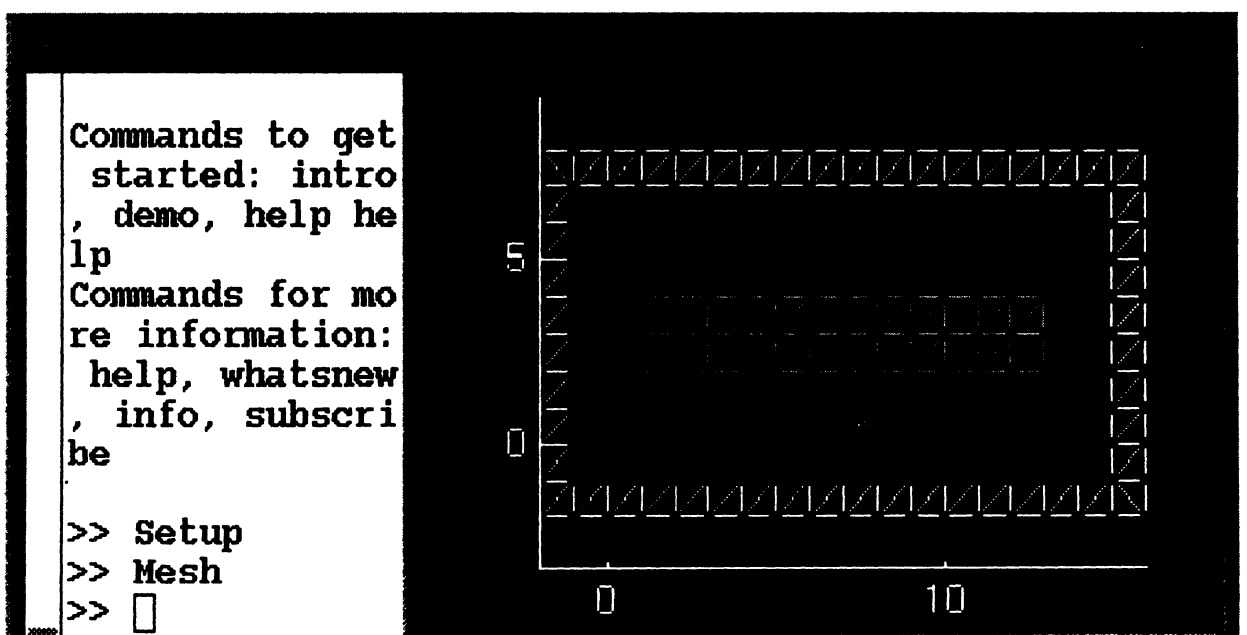 Commands to get
started: intro
, demo, help he
lp
Commands for mo
re information:
help, whatsnew
, info, subscri
be
>> Setup
>> Mesh
>>
5
0
0
10